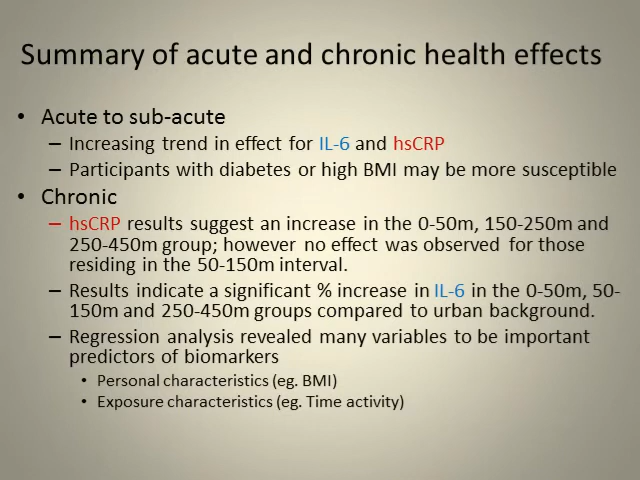 Summary of acute and chronic health effects
• Acute to sub-acute
– Increasing trend in effect for IL-6 and hsCRP
– Participants with diabetes or high BMI may be more susceptible
• Chronic
– hsCRP results suggest an increase in the 0-50m, 150-250m and
250-450m group; however no effect was observed for those
residing in the 50-150m interval.
– Results indicate a significant % increase in IL-6 in the 0-50m, 50-
150m and 250-450m groups compared to urban background.
– Regression analysis revealed many variables to be important
predictors of biomarkers
• Personal characteristics (eg. BMI)
• Exposure characteristics (eg. Time activity)